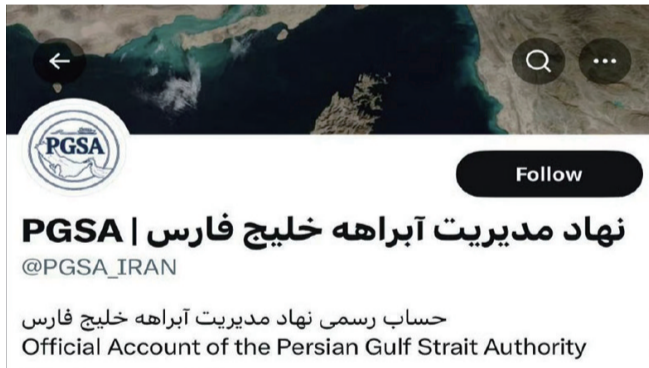 PGSA
Follow
نهاد مدیریت آبراهه خلیج فارس | PGSA
@PGSA_IRAN
حساب رسمی نهاد مدیریت آبراهه خلیج فارس
Official Account of the Persian Gulf Strait Authority